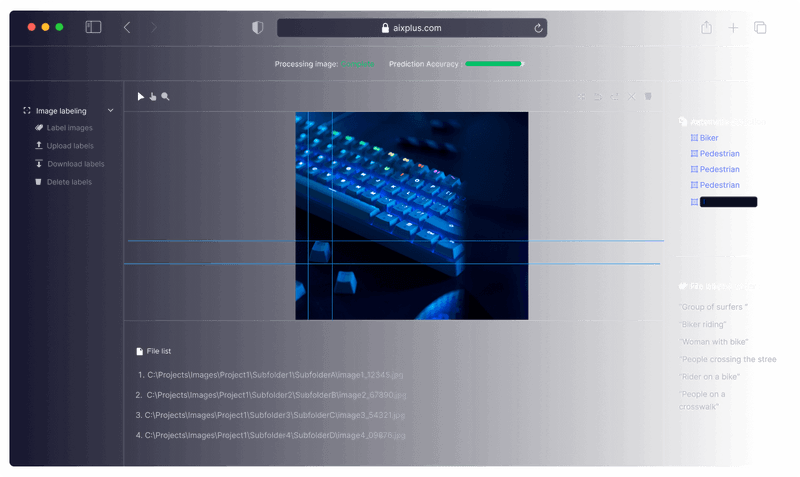 aixplus.com
Processing image:
Prediction Accuracy :
Image labeling
Label images
Upload labels
Download labels
Delete labels
Biker
Pedestrian
Pedestrian
Pedestrian
File
"Group of surfers "
"Biker riding"
"Woman with bike"
"People crossing the stree
"Rider on a bike"
"People on a
crosswalk"
File list
1. C:\Projects\Images\Project1\Subfolder1\SubfolderA\image1_12345.jpg
2. C:\Projects\Images\Project1\Subfolder2\SubfolderB\image2_67890.jpg
3. C:\Projects\Images\Project1\Subfolder3\SubfolderC\image3_54321.jpg
4. C:\Projects\Images\Project1\Subfolder4\SubfolderD\image4_09876.jpg